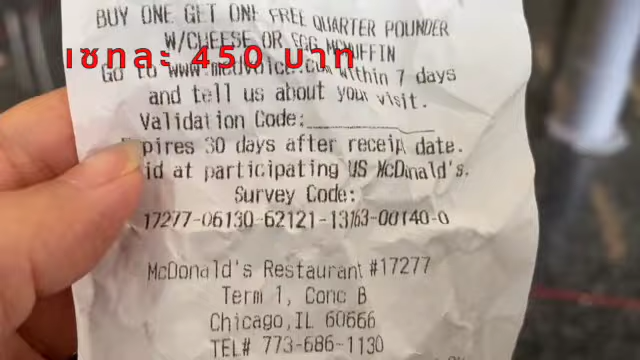 BUY ONE GET ONE FREE QUARTER POUNDER
W/CHEESE OR EGG MCMUFFIN
เซทละ 450 บาท
Go to www.mcdvoice.com within 7 days
and tell us about your visit.
Validation Code:
Expires 30 days after receipt date.
id at participating US McDonald's.
Survey Code:
17277-06130-62121-13763-00140-0
McDonald's Restaurant #17277
Term 1, Conc B
Chicago,IL 60666
TEL# 773-686-1130